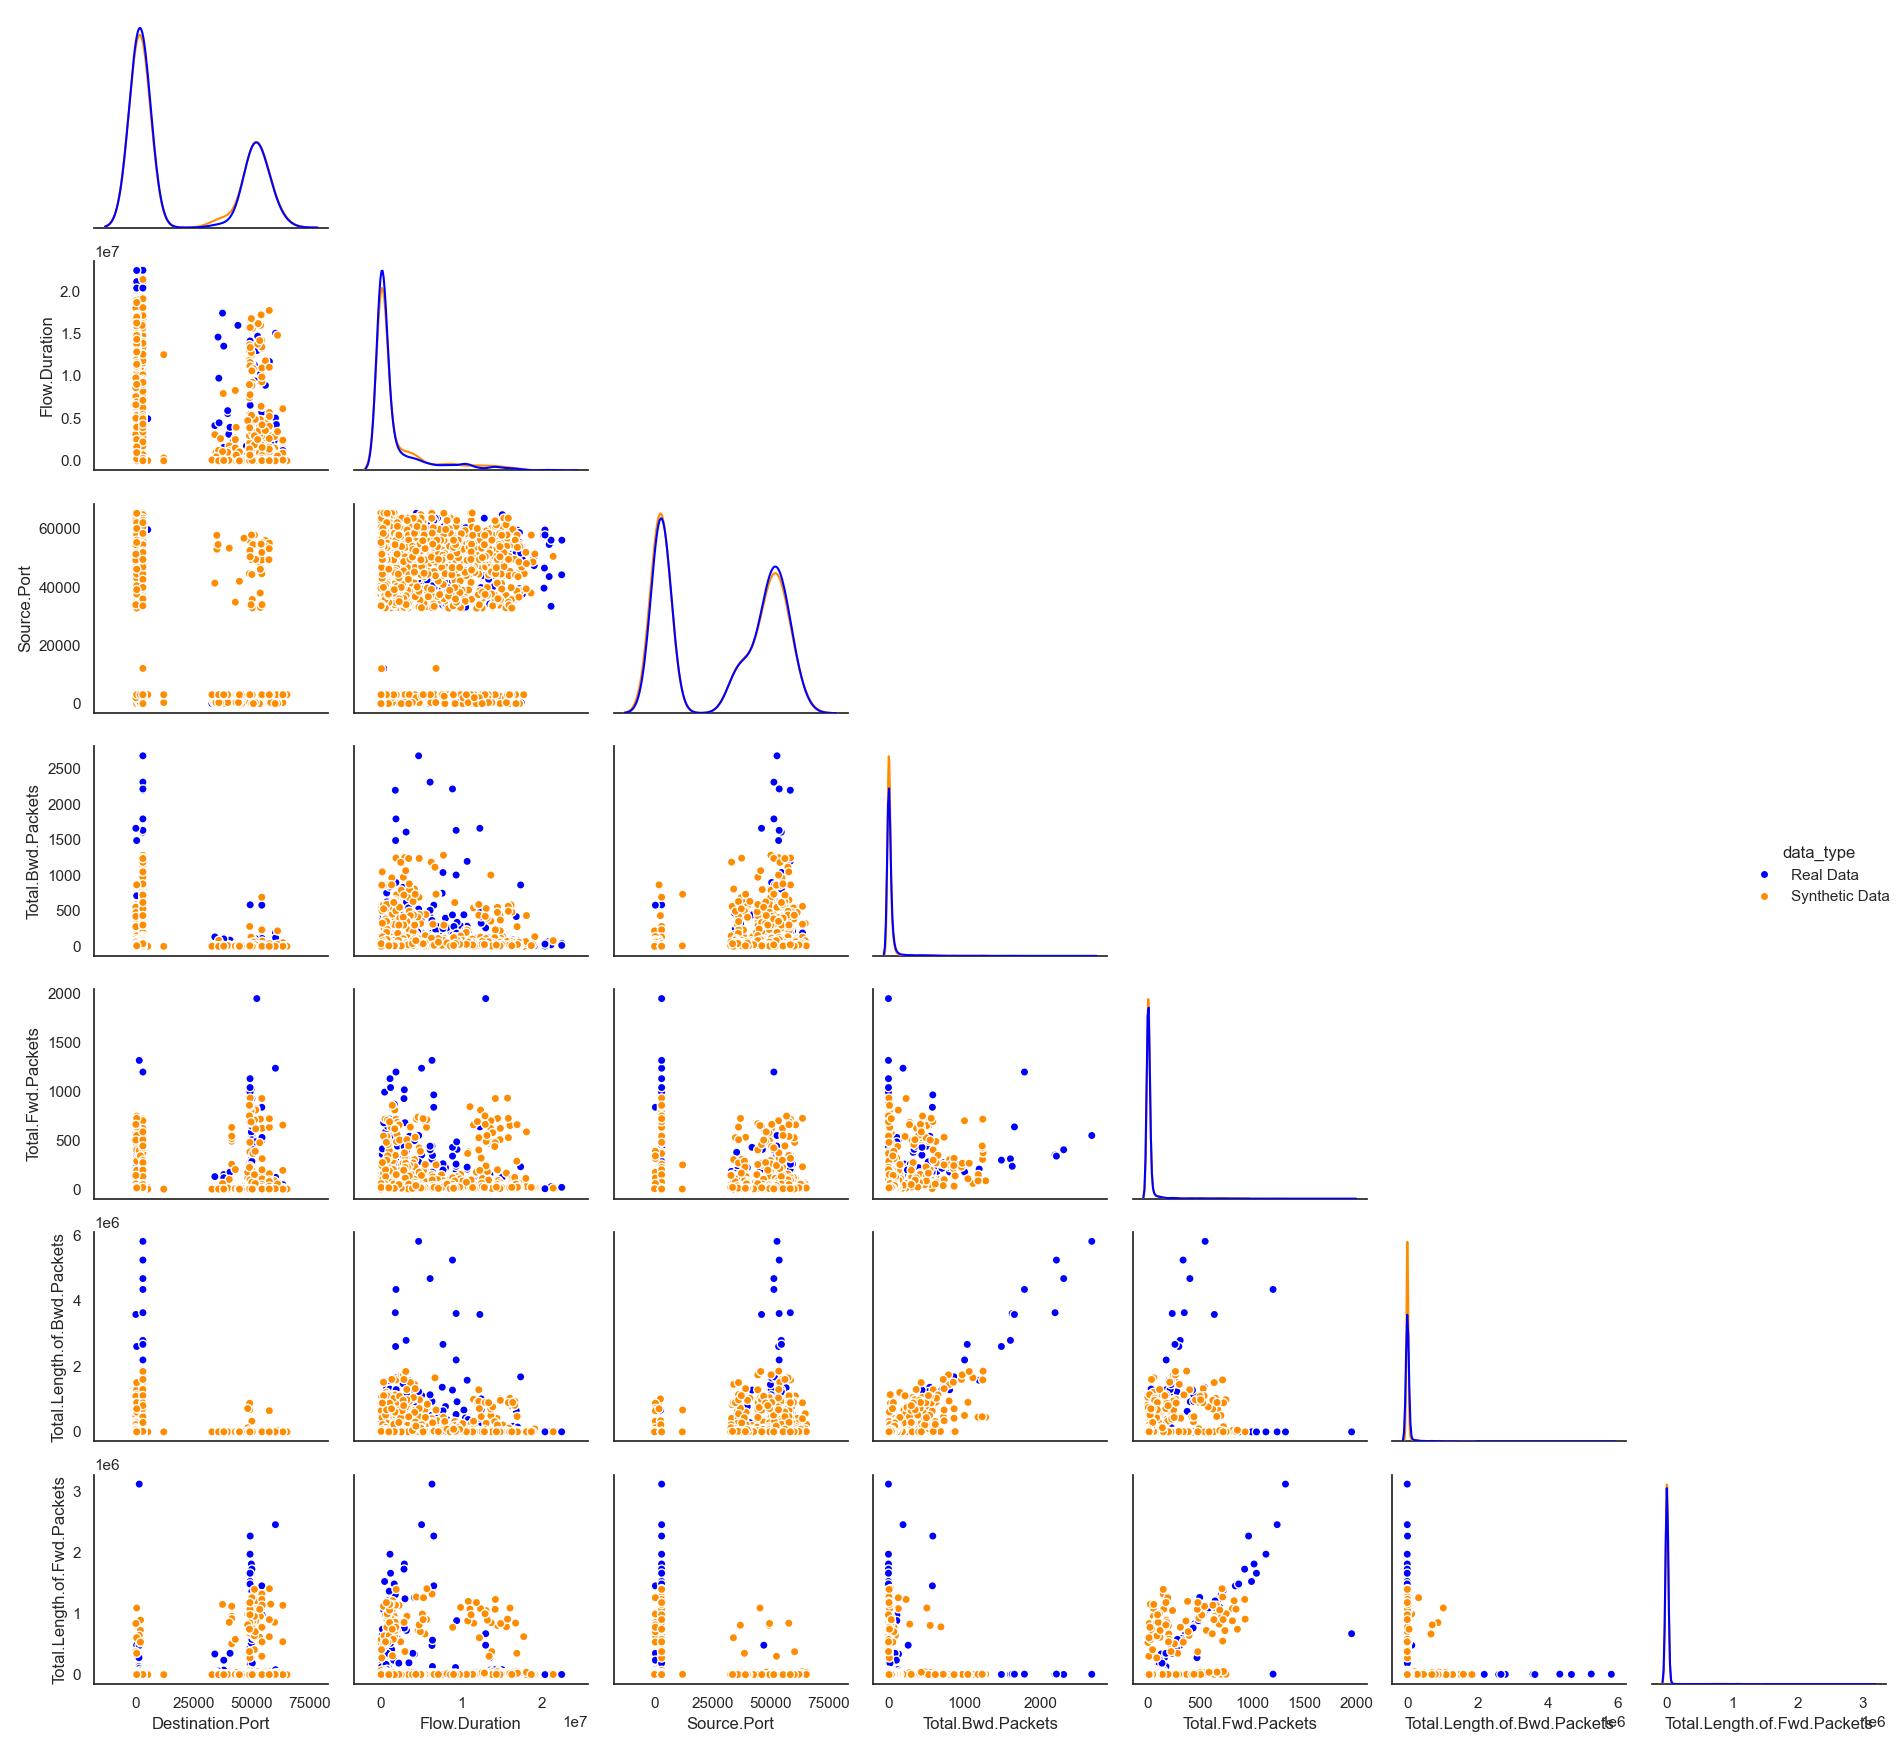 1e7
2.0
1.5
1.0
0.5
0.0
Flow.Duration
60000
40000
20000
0
Source.Port
2500
2000
1500
1000
500
0
Total.Bwd.Packets
data_type
Real Data
Synthetic Data
2000
1500
1000
500
0
Total.Fwd.Packets
1e6
6
4
2
0
Total.Length.of.Bwd.Packets
1e6
3
2
1
0
Total.Length.of.Fwd.Packets
0 25000 50000 75000
Destination.Port
0 1 2
1e7
Flow.Duration
0 25000 50000 75000
Source.Port
0 1000 2000
Total.Bwd.Packets
0 500 1000 1500 2000
Total.Fwd.Packets
0 2 4 6
1e6
Total.Length.of.Bwd.Packets
0 1 2 3
1e6
Total.Length.of.Fwd.Packets